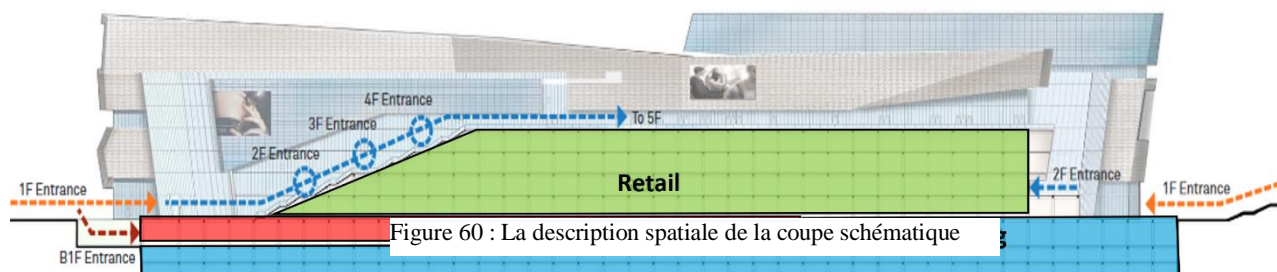 4F Entrance
3F Entrance
To 5F
2F Entrance
Retail
1F Entrance
2F Entrance
1F Entrance
Figure 60 : La description spatiale de la coupe schématique
B1F Entrance